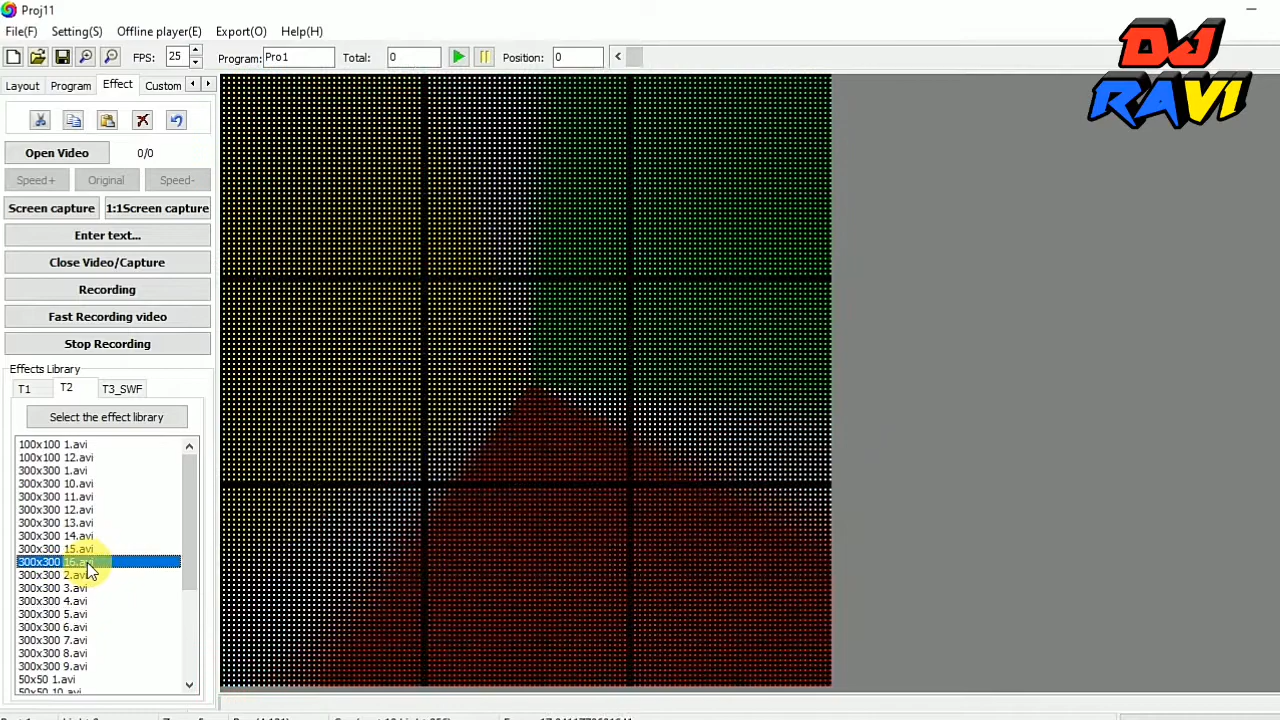 Proj11
File(F) Setting(S) Offline player(E) Export(O) Help(H)
FPS: 25 Program: Pro1 Total: 0 Position: 0
Layout Program Effect Custom
Open Video 0/0
Speed+ Original Speed-
Screen capture 1:1Screen capture
Enter text...
Close Video/Capture
Recording
Fast Recording video
Stop Recording
Effects Library
T1 T2 T3_SWF
Select the effect library
100x100 1.avi
100x100 12.avi
300x300 1.avi
300x300 10.avi
300x300 11.avi
300x300 12.avi
300x300 13.avi
300x300 14.avi
300x300 15.avi
300x300 16.avi
300x300 2.avi
300x300 3.avi
300x300 4.avi
300x300 5.avi
300x300 6.avi
300x300 7.avi
300x300 8.avi
300x300 9.avi
50x50 1.avi
50x50 10.avi
DJ
RAVI